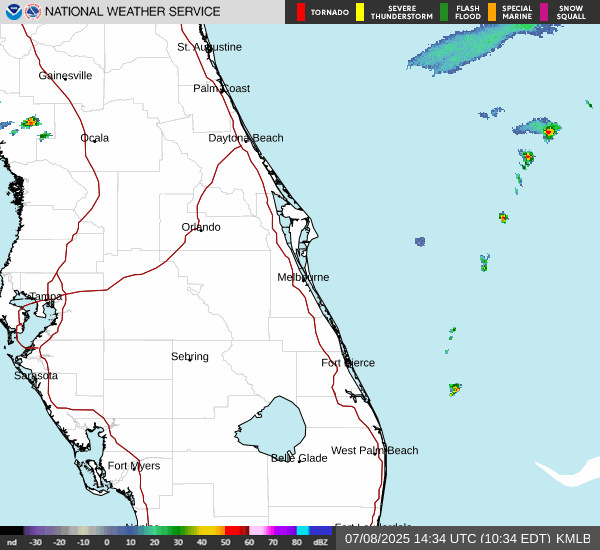 NATIONAL WEATHER SERVICE
TORNADO
SEVERE THUNDERSTORM
FLASH FLOOD
SPECIAL MARINE
SNOW SQUALL
St. Augustine
Gainesville
Palm Coast
Ocala
Daytona Beach
Orlando
Melbourne
Tampa
Sebring
Fort Pierce
Sarasota
West Palm Beach
Belle Glade
Fort Myers
nd -30 -20 -10 0 10 20 30 40 50 60 70 80 dBZ
07/08/2025 14:34 UTC (10:34 EDT) KMLB